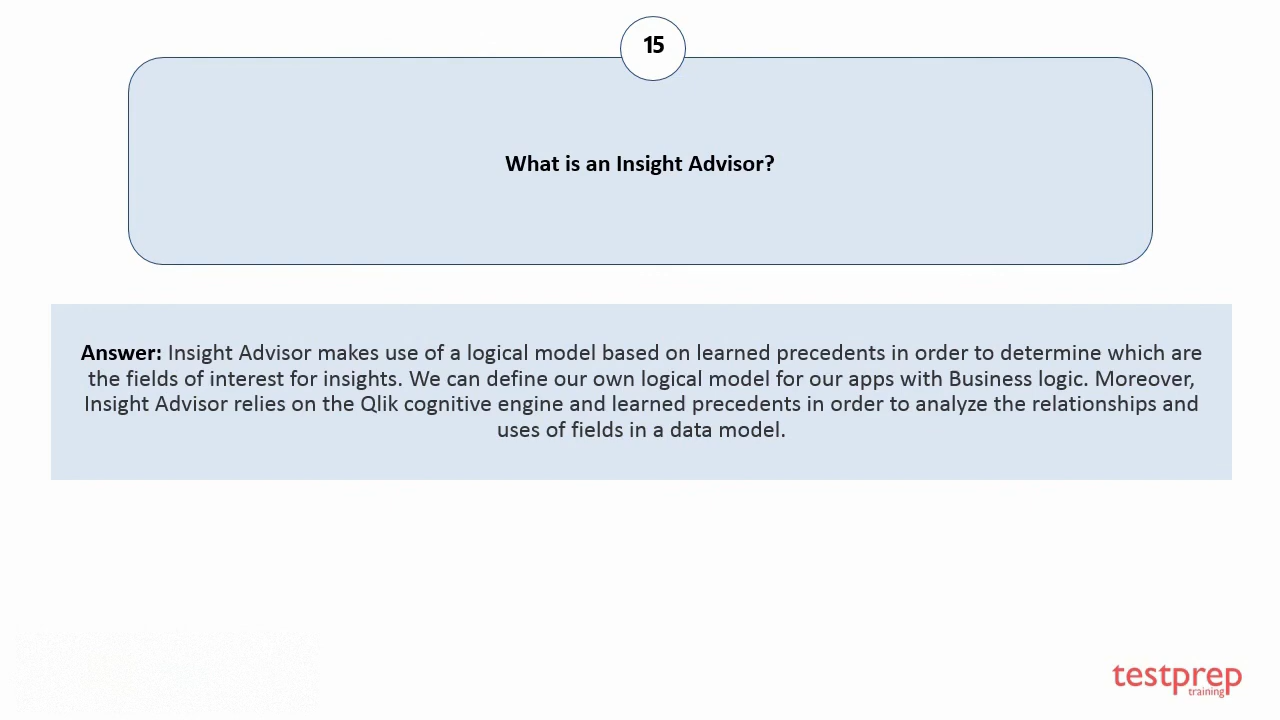 15
What is an Insight Advisor?
Answer: Insight Advisor makes use of a logical model based on learned precedents in order to determine which are
the fields of interest for insights. We can define our own logical model for our apps with Business logic. Moreover,
Insight Advisor relies on the Qlik cognitive engine and learned precedents in order to analyze the relationships and
uses of fields in a data model.
testprep
training